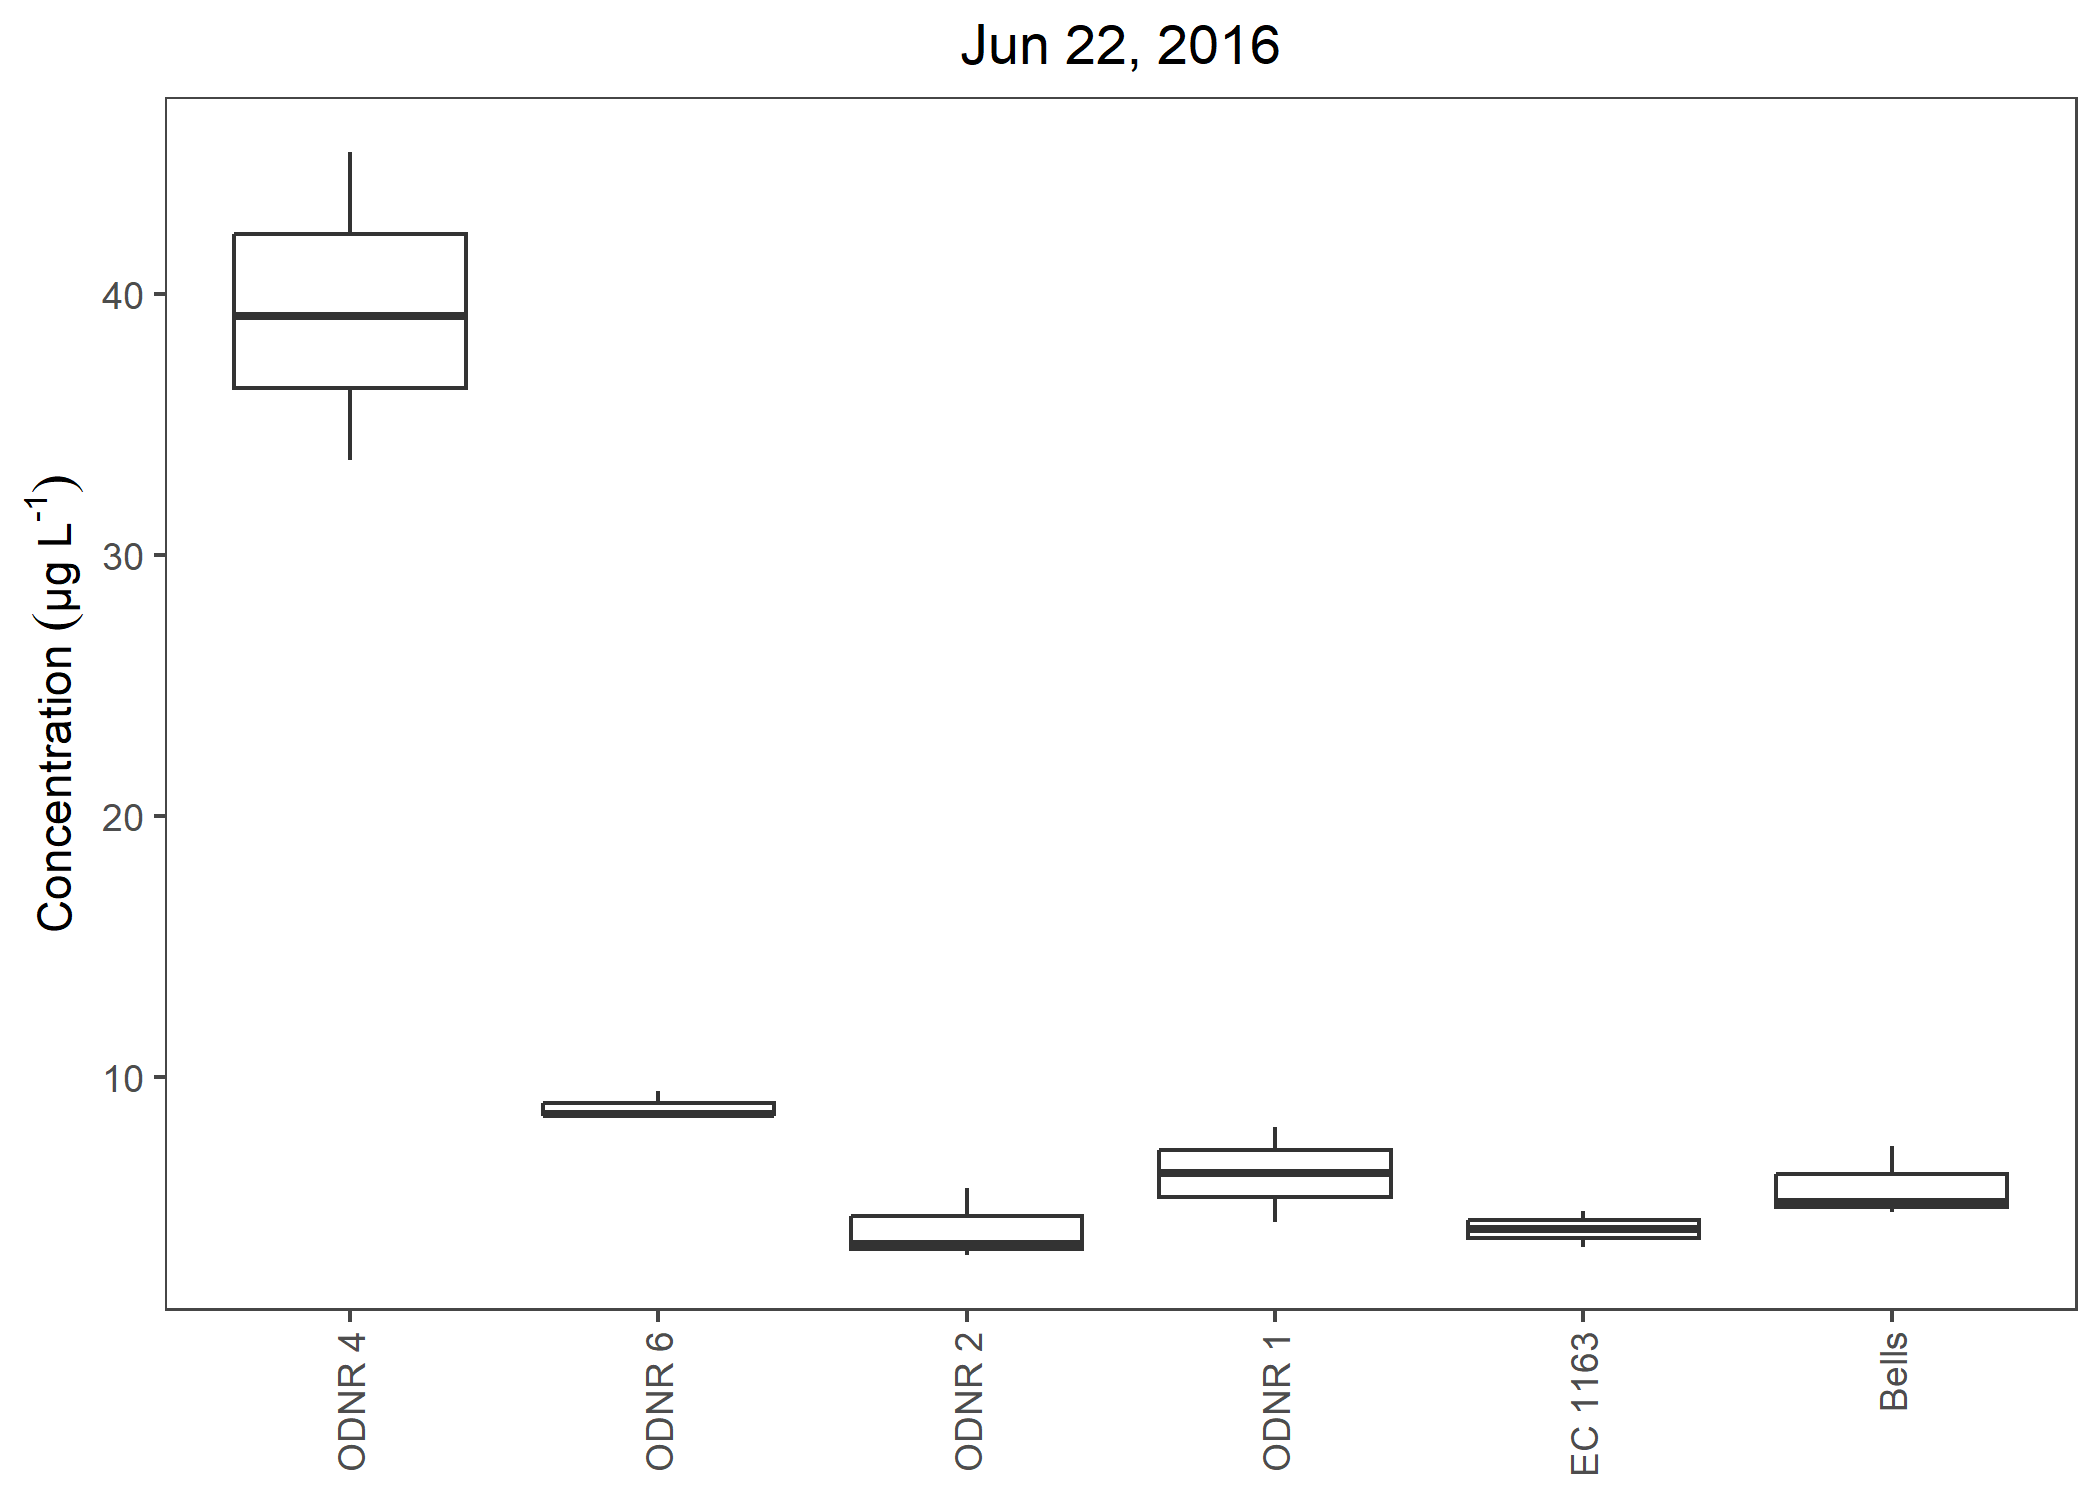 Jun 22, 2016
Concentration (µg L⁻¹)
40
30
20
10
ODNR 4
ODNR 6
ODNR 2
ODNR 1
EC 1163
Bells